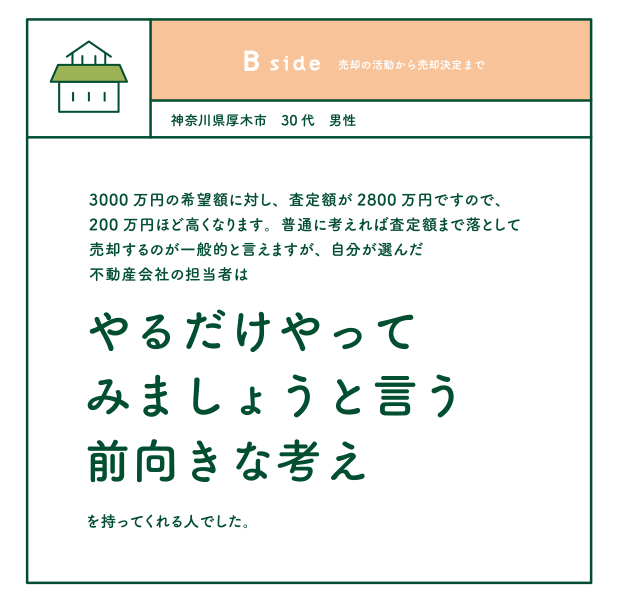 B side 売却の活動から売却決定まで
神奈川県厚木市 30代 男性
3000万円の希望額に対し、査定額が2800万円ですので、
200万円ほど高くなります。普通に考えれば査定額まで落として
売却するのが一般的と言えますが、自分が選んだ
不動産会社の担当者は
やるだけやって
みましょうと言う
前向きな考え
を持ってくれる人でした。